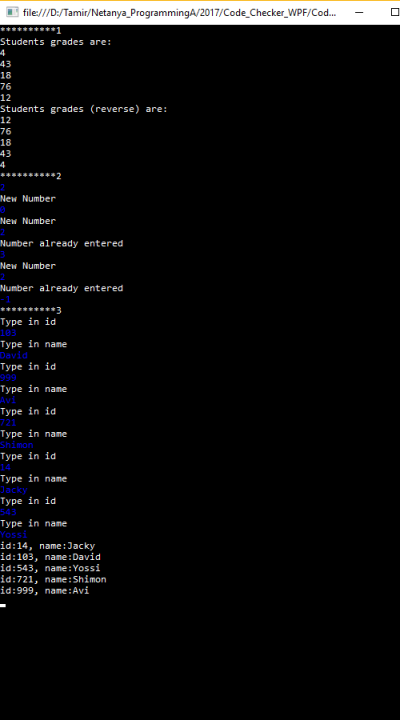 file:///D:/Tamir/Netanya_ProgrammingA/2017/Code_Checker_WPF/Cod...
**********1
Students grades are:
4
43
18
76
12
Students grades (reverse) are:
12
76
18
43
4
**********2
2
New Number
0
New Number
2
Number already entered
3
New Number
2
Number already entered
-1
**********3
Type in id
103
Type in name
David
Type in id
999
Type in name
Avi
Type in id
721
Type in name
Shimon
Type in id
14
Type in name
Jacky
Type in id
543
Type in name
Yossi
id:14, name:Jacky
id:103, name:David
id:543, name:Yossi
id:721, name:Shimon
id:999, name:Avi